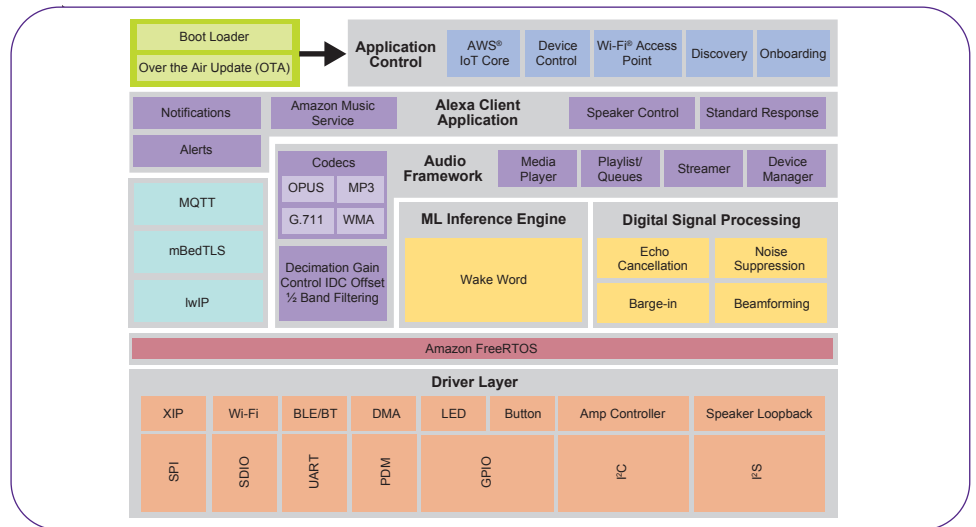 Boot Loader
Over the Air Update (OTA)
Application
Control
AWS®
IoT Core
Device
Control
Wi-Fi® Access
Point
Discovery
Onboarding
Notifications
Alerts
Amazon Music
Service
Alexa Client
Application
Speaker Control
Standard Response
Codecs
OPUS
MP3
G.711
WMA
Audio
Framework
Media
Player
Playlist/
Queues
Streamer
Device
Manager
MQTT
mBedTLS
lwIP
Decimation Gain
Control IDC Offset
½ Band Filtering
ML Inference Engine
Wake Word
Digital Signal Processing
Echo
Cancellation
Noise
Suppression
Barge-in
Beamforming
Amazon FreeRTOS
Driver Layer
XIP
Wi-Fi
BLE/BT
DMA
LED
Button
Amp Controller
Speaker Loopback
SPI
SDIO
UART
PDM
GPIO
I²C
I²S